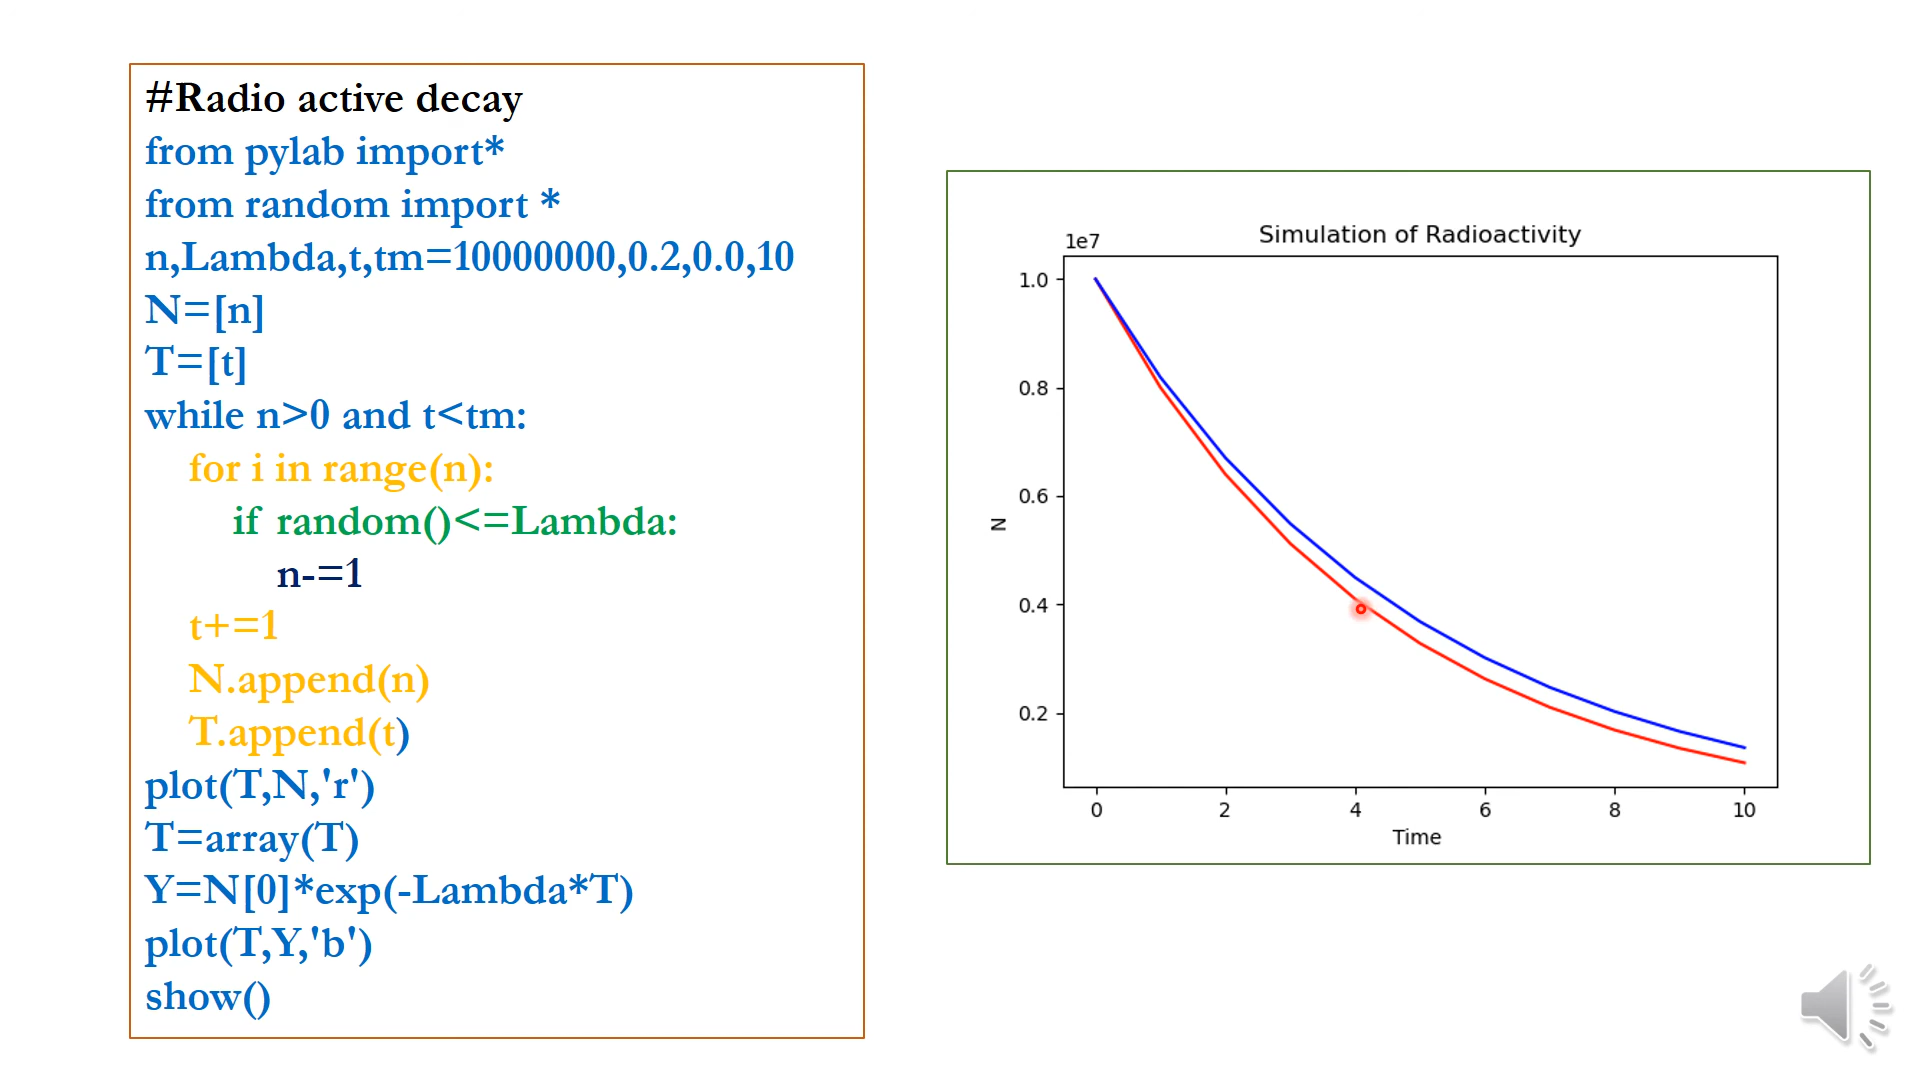 #Radio active decay
from pylab import*
from random import *
n,Lambda,t,tm=10000000,0.2,0.0,10
N=[n]
T=[t]
while n>0 and t<tm:
for i in range(n):
if random()<=Lambda:
n-=1
t+=1
N.append(n)
T.append(t)
plot(T,N,'r')
T=array(T)
Y=N[0]*exp(-Lambda*T)
plot(T,Y,'b')
show()
Simulation of Radioactivity
1e7
1.0
0.8
0.6
0.4
0.2
N
0 2 4 6 8 10
Time